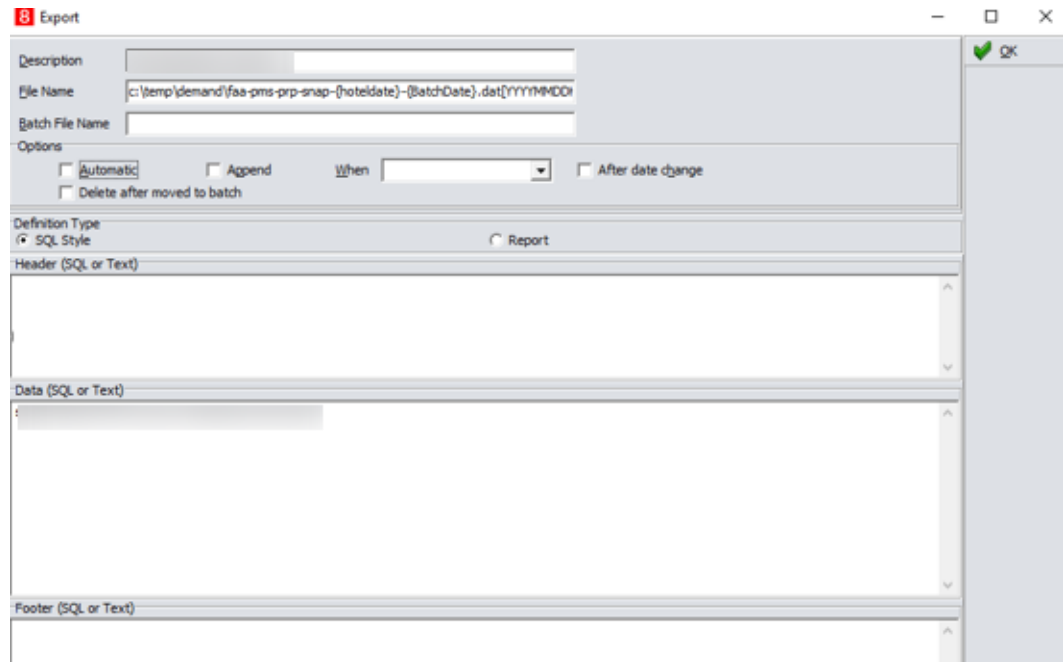 8 Export
OK
Description
File Name c:\temp\demand\faa-pms-prp-snap-{hoteldate}-{BatchDate}.dat[YYYYMMDDH
Batch File Name
Options
Automatic Append When After date change
Delete after moved to batch
Definition Type
SQL Style Report
Header (SQL or Text)
Data (SQL or Text)
Footer (SQL or Text)